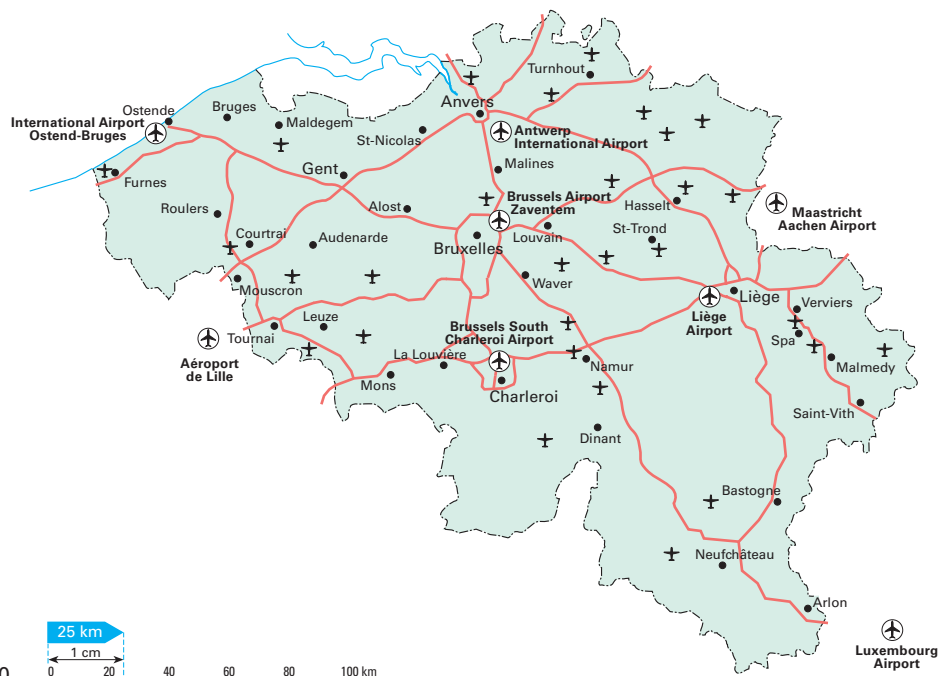 Turnhout
Anvers
Ostende
Bruges
International Airport
Ostend-Bruges
Maldegem
St-Nicolas
Antwerp
International Airport
Malines
Gent
Furnes
Roulers
Alost
Brussels Airport
Zaventem
Hasselt
Maastricht
Aachen Airport
Courtrai
Audenarde
Bruxelles
Louvain
St-Trond
Mouscron
Waver
Liège
Liège
Airport
Verviers
Tournai
Leuze
Brussels South
Charleroi Airport
Spa
Aéroport
de Lille
La Louvière
Namur
Malmedy
Mons
Charleroi
Saint-Vith
Dinant
Bastogne
Neufchâteau
Arlon
Luxembourg
Airport
25 km
1 cm
0
0 20 40 60 80 100 km